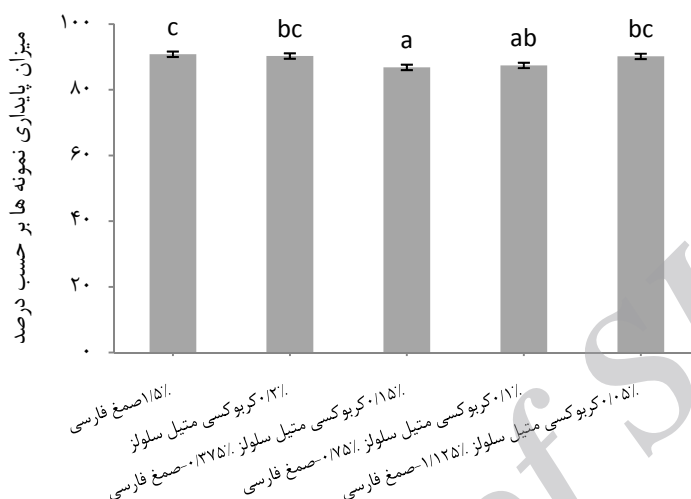 میزان پایداری نمونه ها بر حسب درصد
۱۰۰
۸۰
۶۰
۴۰
۲۰
۰
c
bc
a
ab
bc
۱/۵٪صمغ فارسی
۰/۲٪کربوکسی متیل سلولز
۰/۱۵٪کربوکسی متیل سلولز ۰/۳۷۵٪-صمغ فارسی
۰/۱٪کربوکسی متیل سلولز ۰/۷۵٪-صمغ فارسی
۰/۰۵٪کربوکسی متیل سلولز ۱/۱۲۵٪-صمغ فارسی
of